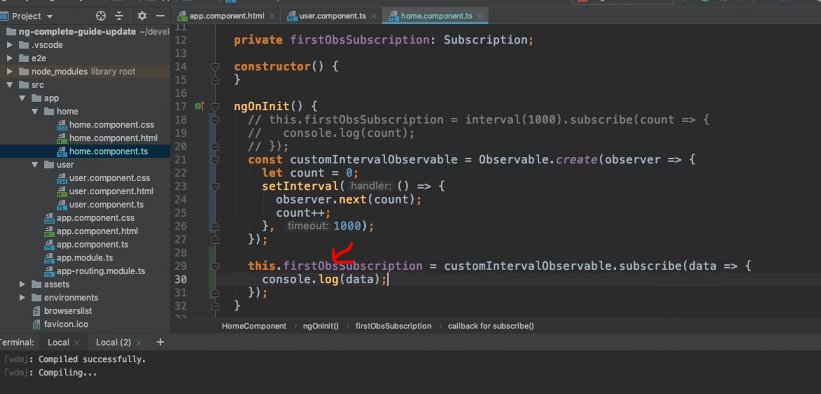 Project
app.component.html
user.component.ts
home.component.ts
ng-complete-guide-update ~/devel
.vscode
e2e
node_modules library root
src
app
home
home.component.css
home.component.html
home.component.ts
user
user.component.css
user.component.html
user.component.ts
app.component.css
app.component.html
app.component.ts
app.module.ts
app-routing.module.ts
assets
environments
browserslist
favicon.ico
11
12 private firstObsSubscription: Subscription;
13
14 constructor() {
15 }
16
17 ngOnInit() {
18 // this.firstObsSubscription = interval(1000).subscribe(count => {
19 //   console.log(count);
20 // });
21 const customIntervalObservable = Observable.create(observer => {
22 let count = 0;
23 setInterval( handler: () => {
24 observer.next(count);
25 count++;
26 }, timeout: 1000);
27 });
28
29 this.firstObsSubscription = customIntervalObservable.subscribe(data => {
30 console.log(data);
31 });
32 }
HomeComponent › ngOnInit() › firstObsSubscription › callback for subscribe()
Terminal: Local × Local (2) × +
[wdm]: Compiled successfully.
[wdm]: Compiling...